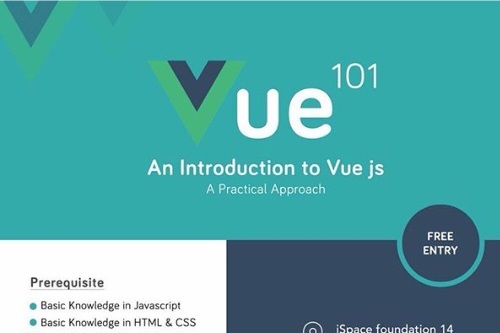 Vue 101
An Introduction to Vue js
A Practical Approach
FREE
ENTRY
Prerequisite
Basic Knowledge in Javascript
Basic Knowledge in HTML & CSS
iSpace foundation 14